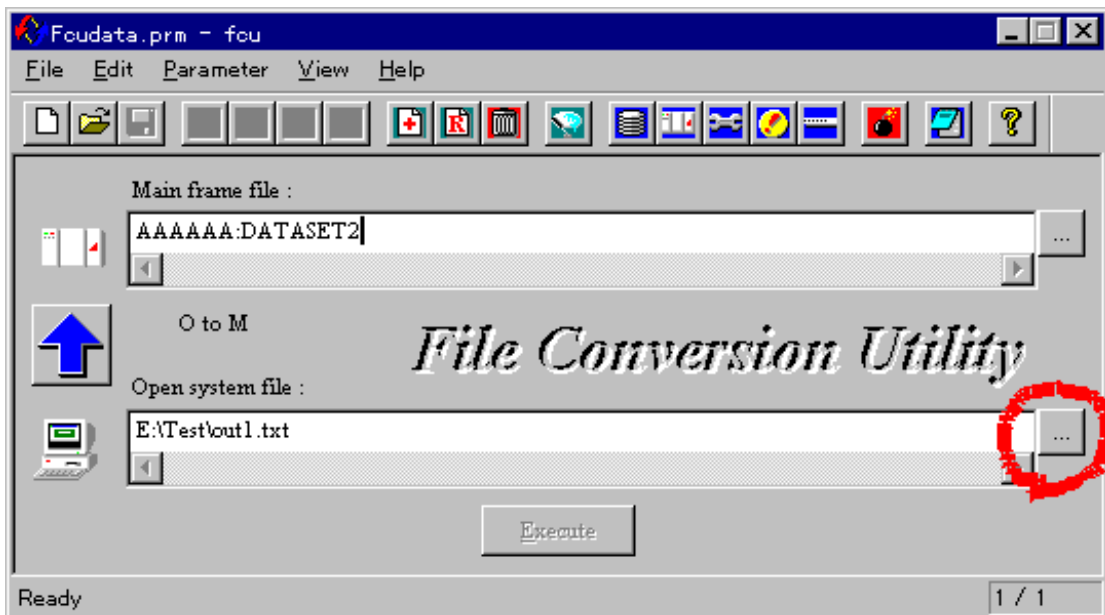 Fcudata.prm - fcu
File Edit Parameter View Help
R ?
Main frame file :
AAAAAA:DATASET2
...
O to M
File Conversion Utility
Open system file :
E:\Test\out1.txt
...
Execute
Ready
1 / 1